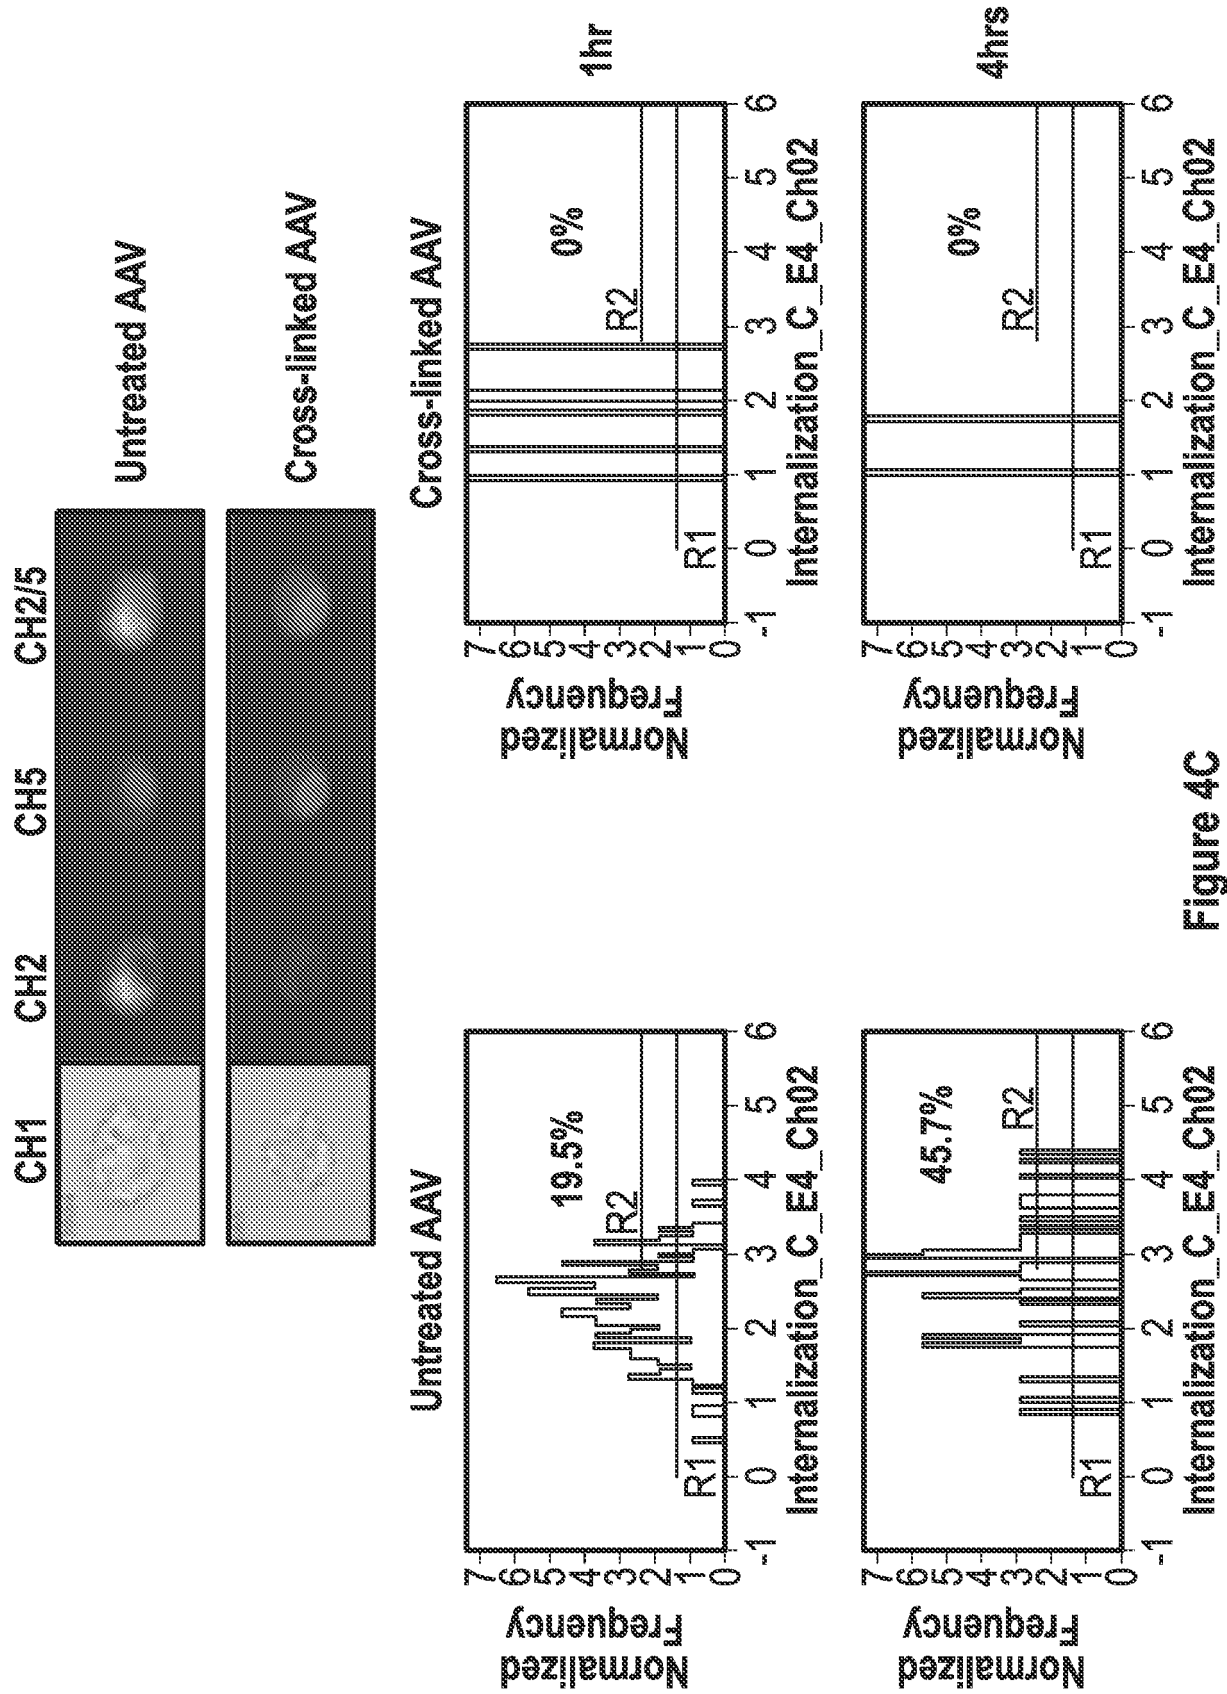 CH1 CH2 CH5 CH2/5
Untreated AAV
Cross-linked AAV
Untreated AAV
Normalized
Frequency
7
6
5
4
3
2
1
0
19.5%
R2
R1
-1 0 1 2 3 4 5 6
Internalization_C_E4_Ch02
Cross-linked AAV
Normalized
Frequency
7
6
5
4
3
2
1
0
0%
R2
R1
-1 0 1 2 3 4 5 6
Internalization_C_E4_Ch02
1hr
Normalized
Frequency
7
6
5
4
3
2
1
0
45.7%
R2
R1
-1 0 1 2 3 4 5 6
Internalization_C_E4_Ch02
Normalized
Frequency
7
6
5
4
3
2
1
0
0%
R2
R1
-1 0 1 2 3 4 5 6
Internalization_C_E4_Ch02
4hrs
Figure 4C